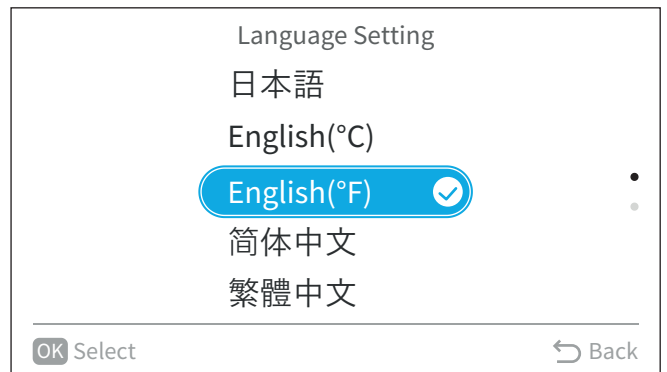 Language Setting
日本語
English(°C)
English(°F)
简体中文
繁體中文
OK Select
Back